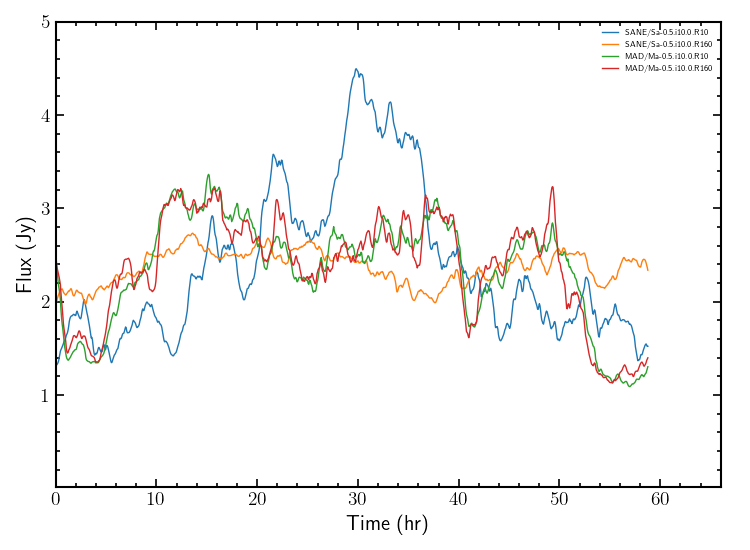 5
4
3
2
1
0 10 20 30 40 50 60
Flux (Jy)
Time (hr)
SANE/Sa-0.5.i10.0.R10
SANE/Sa-0.5.i10.0.R160
MAD/Ma-0.5.i10.0.R10
MAD/Ma-0.5.i10.0.R160